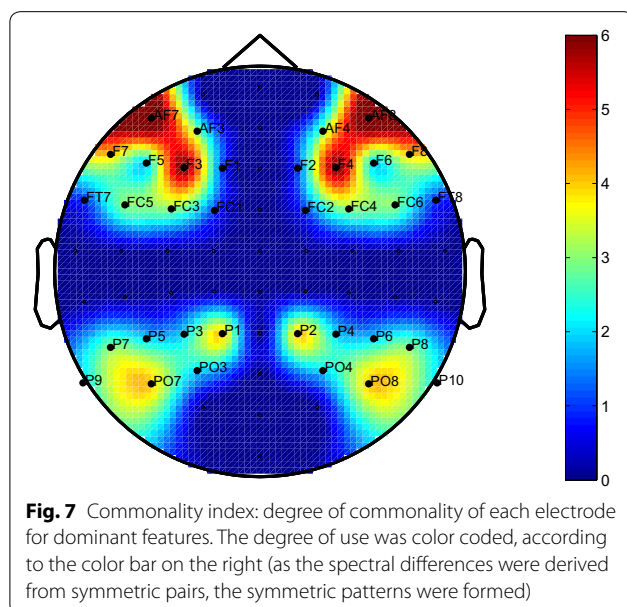 6
5
4
3
2
1
0
AF7 AF8
AF3 AF4
F7 F5 F3 F1 F2 F4 F6 F8
FT7 FC5 FC3 FC1 FC2 FC4 FC6 FT8
P7 P5 P3 P1 P2 P4 P6 P8
P9 PO7 PO3 PO4 PO8 P10
Fig. 7 Commonality index: degree of commonality of each electrode
for dominant features. The degree of use was color coded, according
to the color bar on the right (as the spectral differences were derived
from symmetric pairs, the symmetric patterns were formed)